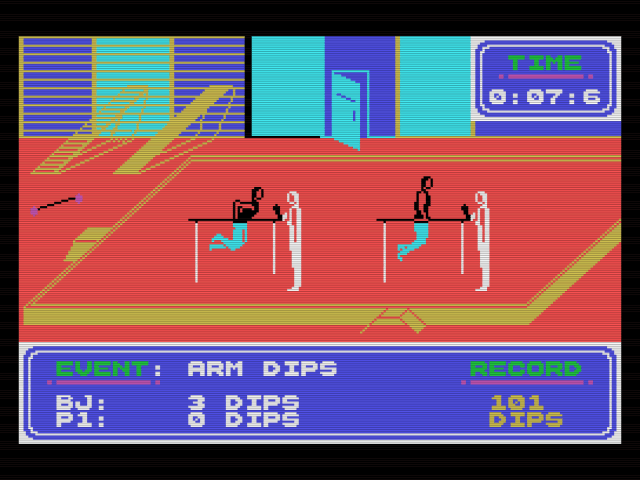 TIME
0:07:6
EVENT: ARM DIPS
RECORD
BJ: 3 DIPS
101
P1: 0 DIPS
DIPS